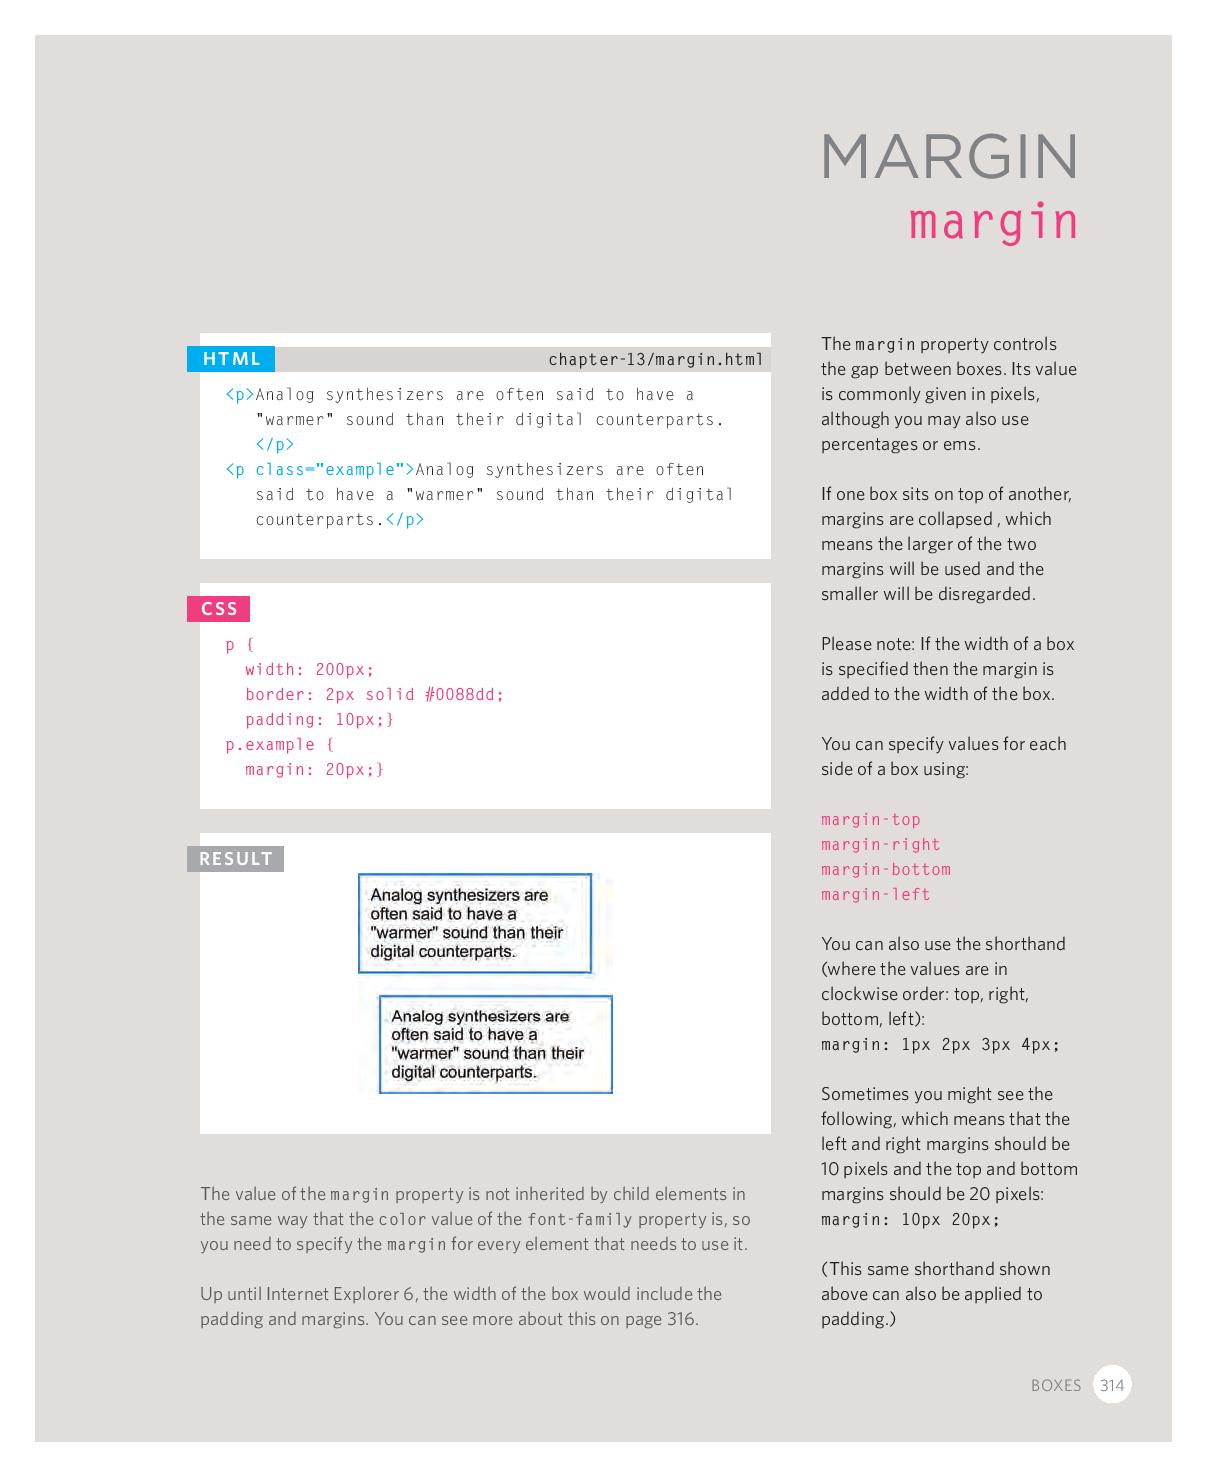 MARGIN
margin
HTML
chapter-13/margin.html
<p>Analog synthesizers are often said to have a
"warmer" sound than their digital counterparts.
</p>
<p class="example">Analog synthesizers are often
said to have a "warmer" sound than their digital
counterparts.</p>
CSS
p {
width: 200px;
border: 2px solid #0088dd;
padding: 10px;}
p.example {
margin: 20px;}
RESULT
Analog synthesizers are
often said to have a
"warmer" sound than their
digital counterparts.
Analog synthesizers are
often said to have a
"warmer" sound than their
digital counterparts.
The value of the margin property is not inherited by child elements in
the same way that the color value of the font-family property is, so
you need to specify the margin for every element that needs to use it.
Up until Internet Explorer 6, the width of the box would include the
padding and margins. You can see more about this on page 316.
The margin property controls
the gap between boxes. Its value
is commonly given in pixels,
although you may also use
percentages or ems.
If one box sits on top of another,
margins are collapsed , which
means the larger of the two
margins will be used and the
smaller will be disregarded.
Please note: If the width of a box
is specified then the margin is
added to the width of the box.
You can specify values for each
side of a box using:
margin-top
margin-right
margin-bottom
margin-left
You can also use the shorthand
(where the values are in
clockwise order: top, right,
bottom, left):
margin: 1px 2px 3px 4px;
Sometimes you might see the
following, which means that the
left and right margins should be
10 pixels and the top and bottom
margins should be 20 pixels:
margin: 10px 20px;
(This same shorthand shown
above can also be applied to
padding.)
BOXES 314